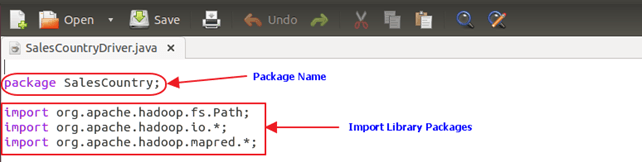 Open Save Undo
SalesCountryDriver.java ×
package SalesCountry; Package Name
import org.apache.hadoop.fs.Path;
import org.apache.hadoop.io.*; Import Library Packages
import org.apache.hadoop.mapred.*;